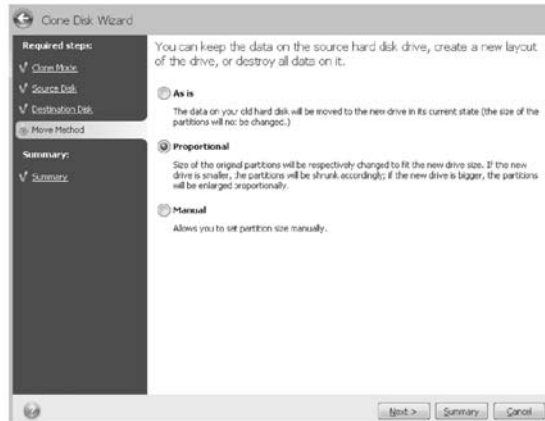 Clone Disk Wizard
Required steps:
Clone Mode
Source Disk
Destination Disk
Move Method
Summary:
Summary
You can keep the data on the source hard disk drive, create a new layout
of the drive, or destroy all data on it.
As is
The data on your old hard disk will be moved to the new drive in its current state (the size of the
partitions will not be changed.)
Proportional
Size of the original partitions will be respectively changed to fit the new drive size. If the new
drive is smaller, the partitions will be shrunk accordingly; if the new drive is bigger, the partitions
will be enlarged proportionally.
Manual
Allows you to set partition size manually.
? Next > Summary Cancel